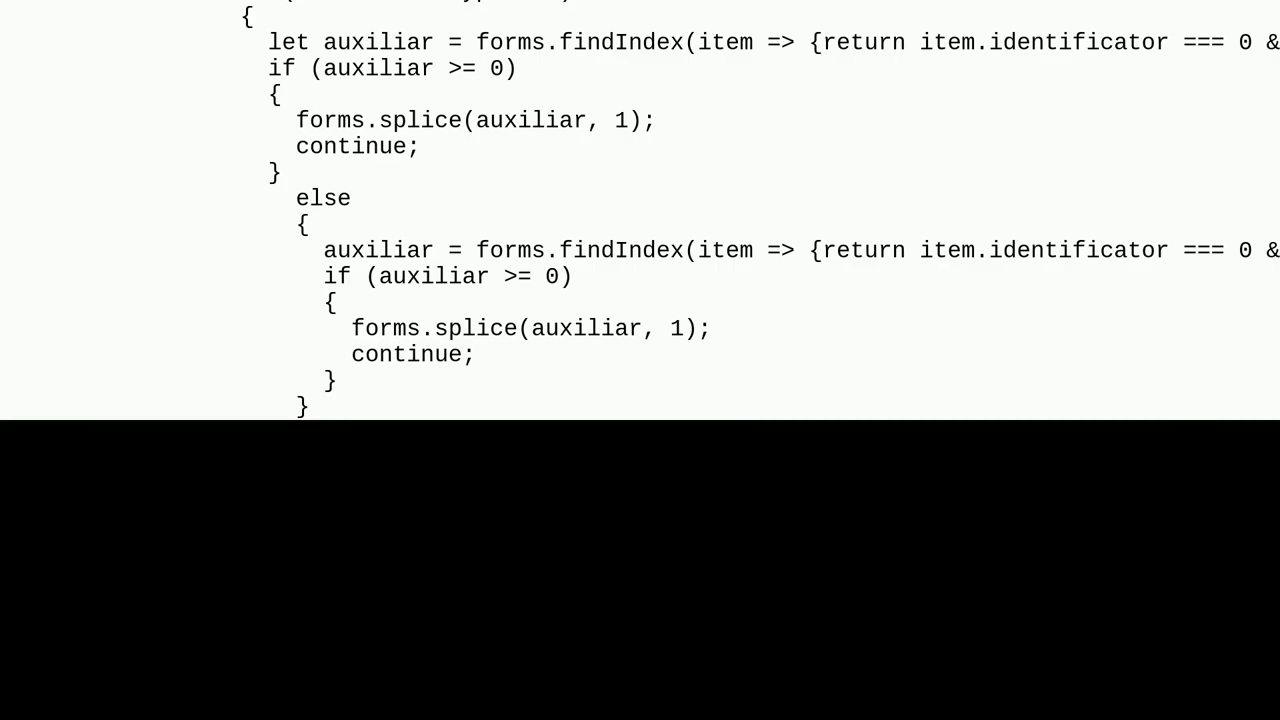 {
let auxiliar = forms.findIndex(item => {return item.identificator === 0 &
if (auxiliar >= 0)
{
forms.splice(auxiliar, 1);
continue;
}
else
{
auxiliar = forms.findIndex(item => {return item.identificator === 0 &
if (auxiliar >= 0)
{
forms.splice(auxiliar, 1);
continue;
}
}